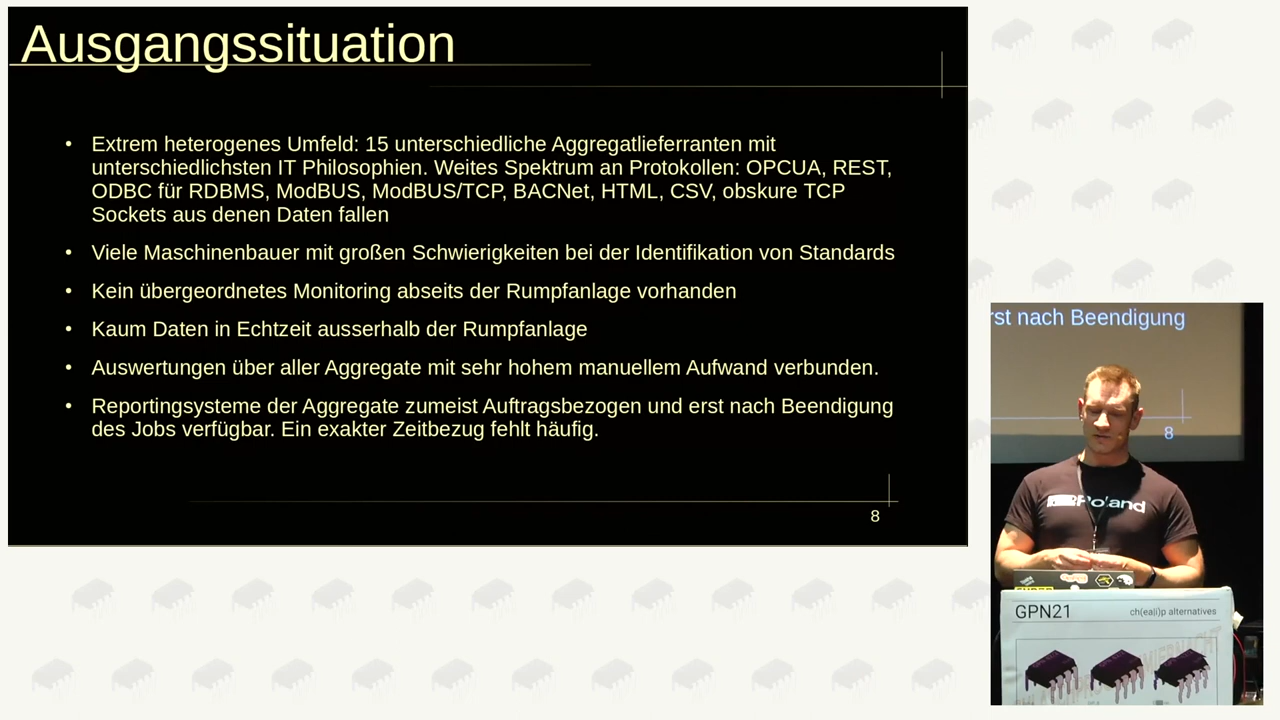 Ausgangssituation
• Extrem heterogenes Umfeld: 15 unterschiedliche Aggregatlieferranten mit
unterschiedlichsten IT Philosophien. Weites Spektrum an Protokollen: OPCUA, REST,
ODBC für RDBMS, ModBUS, ModBUS/TCP, BACNet, HTML, CSV, obskure TCP
Sockets aus denen Daten fallen
• Viele Maschinenbauer mit großen Schwierigkeiten bei der Identifikation von Standards
• Kein übergeordnetes Monitoring abseits der Rumpfanlage vorhanden
• Kaum Daten in Echtzeit ausserhalb der Rumpfanlage
• Auswertungen über aller Aggregate mit sehr hohem manuellem Aufwand verbunden.
• Reportingsysteme der Aggregate zumeist Auftragsbezogen und erst nach Beendigung
des Jobs verfügbar. Ein exakter Zeitbezug fehlt häufig.
8
rst nach Beendigung
8
Roland
GPN21
ch(ea|i)p alternatives